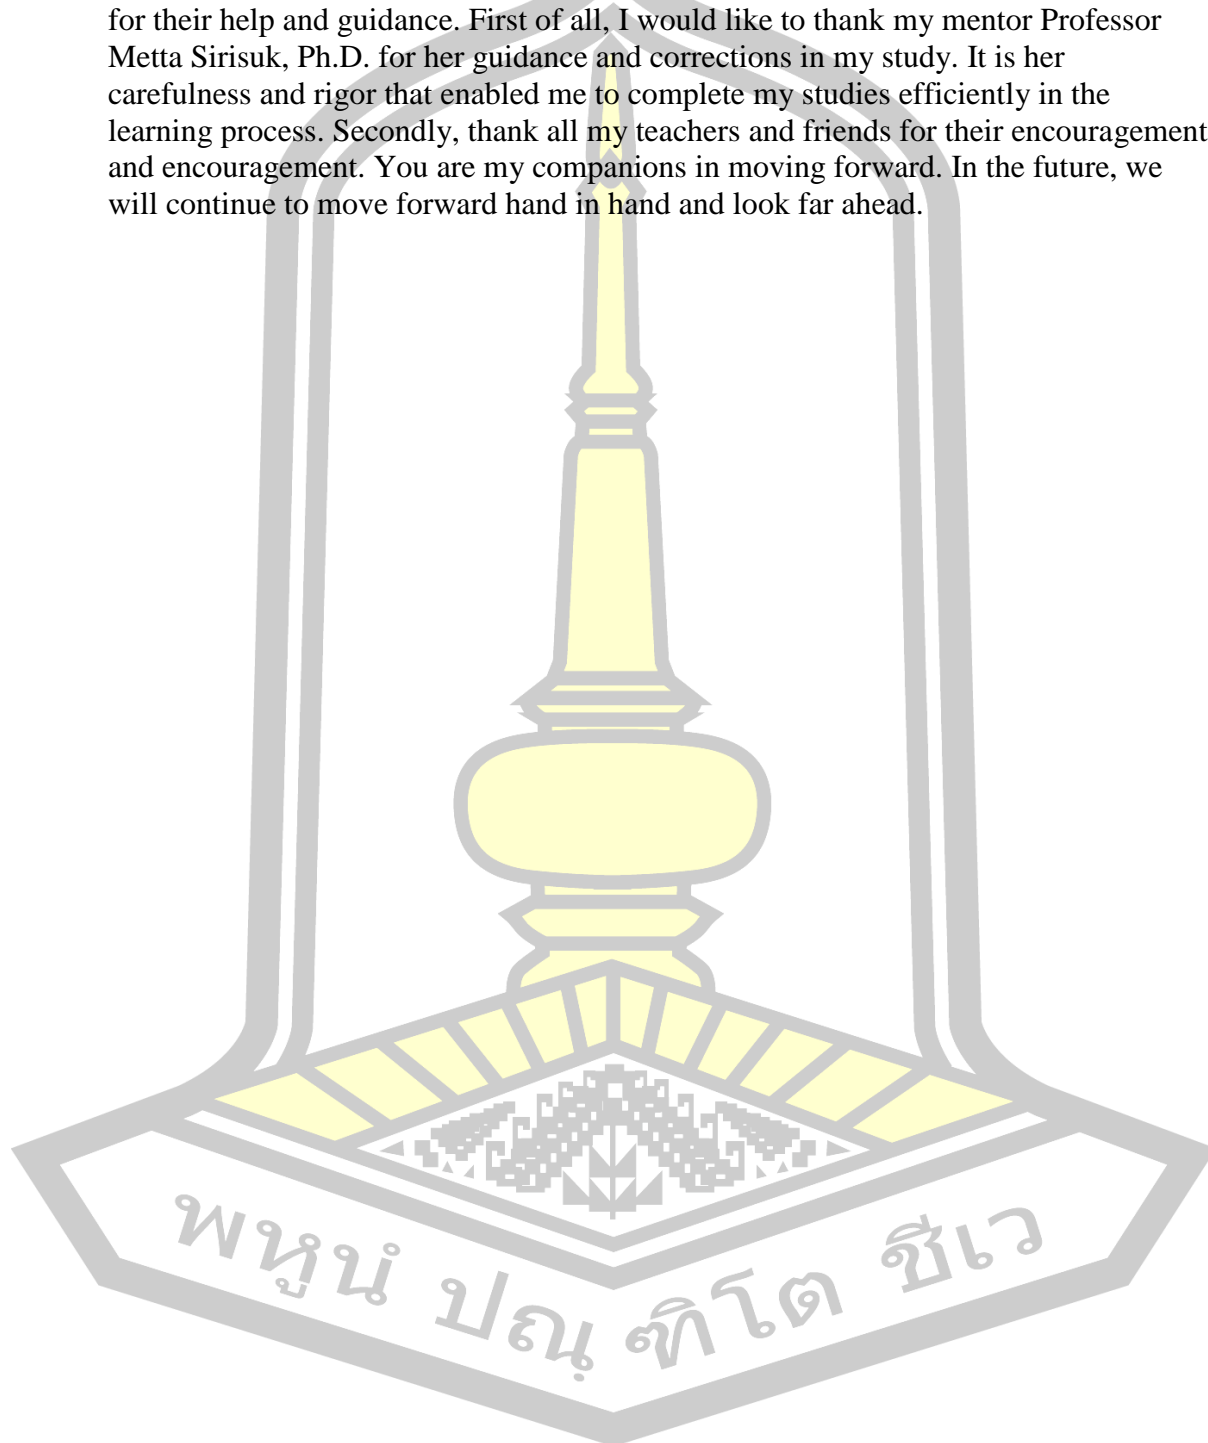 for their help and guidance. First of all, I would like to thank my mentor Professor
Metta Sirisuk, Ph.D. for her guidance and corrections in my study. It is her
carefulness and rigor that enabled me to complete my studies efficiently in the
learning process. Secondly, thank all my teachers and friends for their encouragement
and encouragement. You are my companions in moving forward. In the future, we
will continue to move forward hand in hand and look far ahead.
พหูนํ ปณฺฑิโต ชีเว